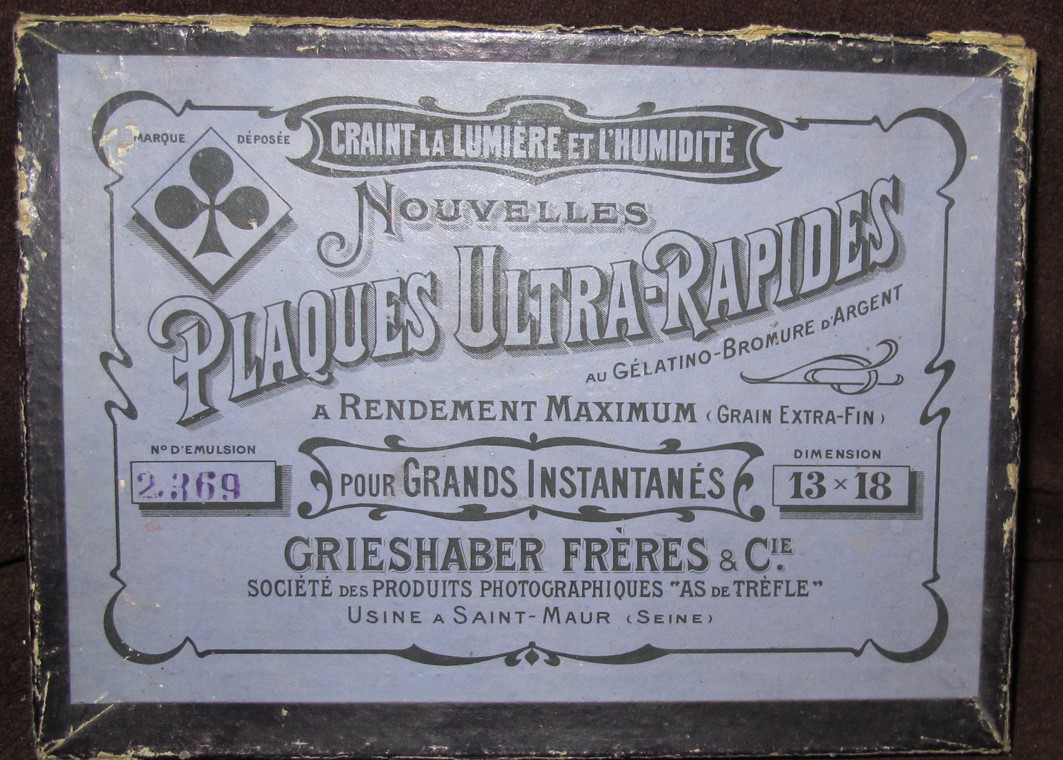 CRAINT LA LUMIÈRE ET L'HUMIDITÉ
MARQUE DÉPOSÉE
NOUVELLES
PLAQUES ULTRA-RAPIDES
AU GÉLATINO-BROMURE D'ARGENT
A RENDEMENT MAXIMUM (GRAIN EXTRA-FIN)
No D'EMULSION
2.369
POUR GRANDS INSTANTANÉS
DIMENSION
13 × 18
GRIESHABER FRÈRES & CIE.
SOCIÉTÉ DES PRODUITS PHOTOGRAPHIQUES "AS DE TRÈFLE"
USINE A SAINT-MAUR (SEINE)